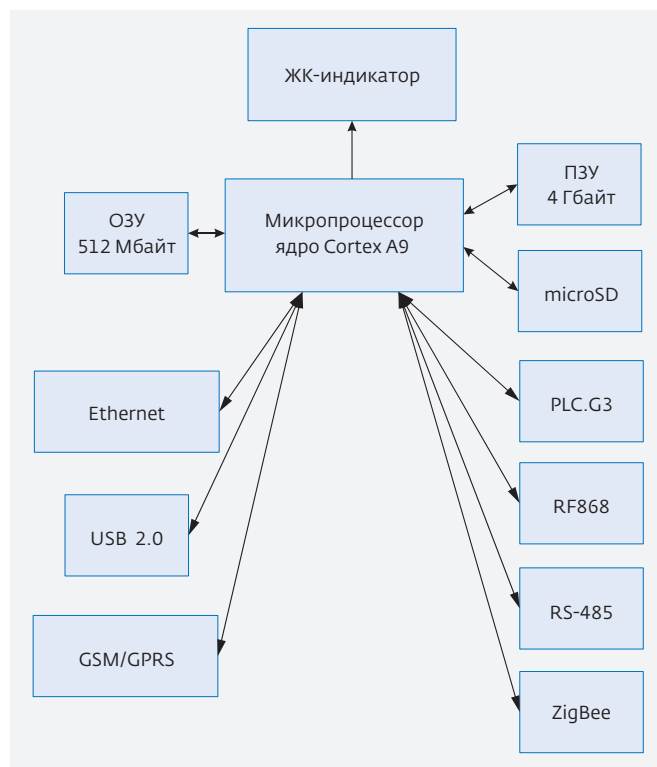 ЖК-индикатор
ПЗУ
4 Гбайт
ОЗУ
512 Мбайт
Микропроцессор
ядро Cortex A9
microSD
Ethernet
PLC.G3
USB 2.0
RF868
RS-485
GSM/GPRS
ZigBee